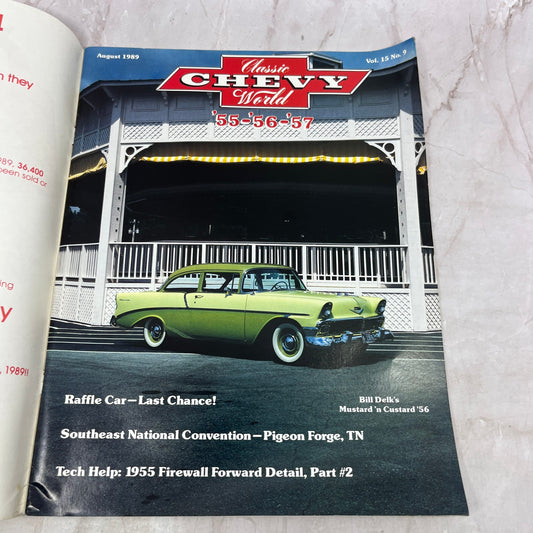 n they
989, 36,400
been sold or
ing
y
, 1989!!
August 1989
Classic
CHEVY
World
'55-'56-'57
Vol. 15 No. 9
Raffle Car—Last Chance!
Bill Delk's
Mustard 'n Custard '56
Southeast National Convention—Pigeon Forge, TN
Tech Help: 1955 Firewall Forward Detail, Part #2